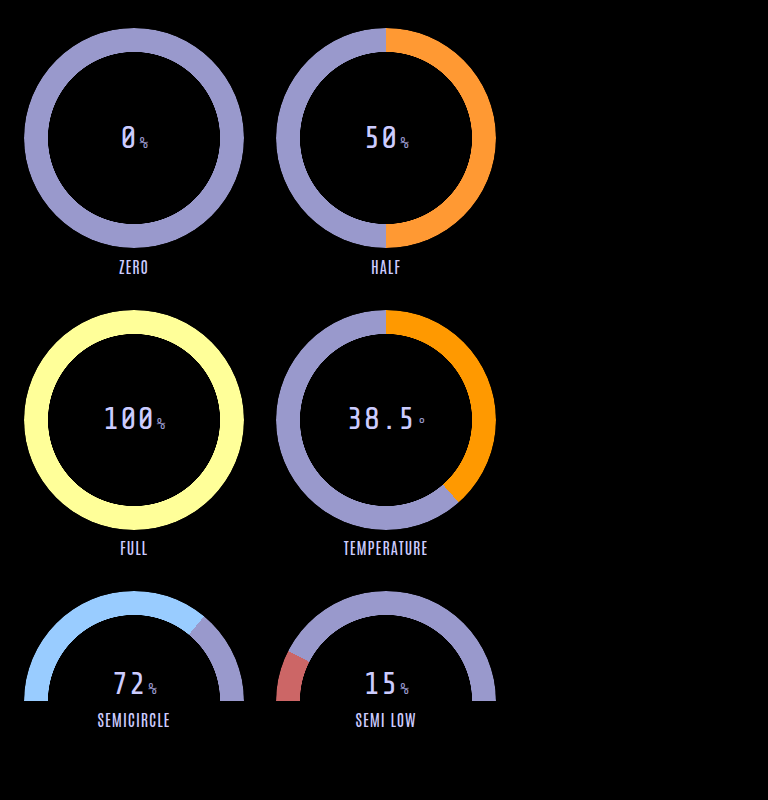 0%
50%
ZERO
HALF
100%
38.5°
FULL
TEMPERATURE
72%
15%
SEMICIRCLE
SEMI LOW